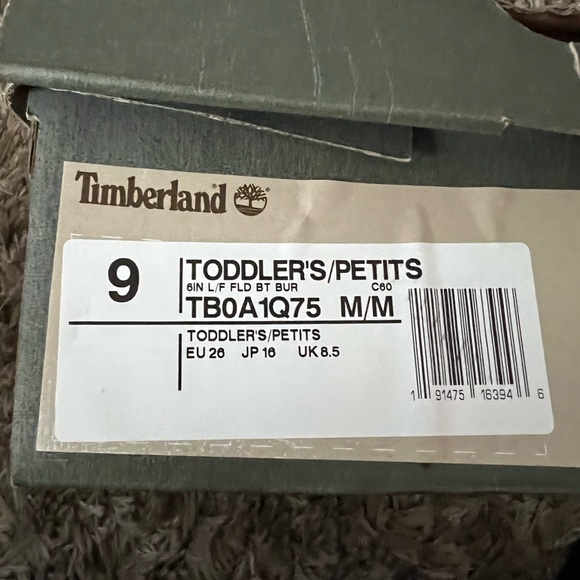 Timberland
9
TODDLER'S/PETITS
6IN L/F FLD BT BUR C60
TB0A1Q75 M/M
TODDLER'S/PETITS
EU 26 JP 16 UK 8.5
1 91475 16394 6